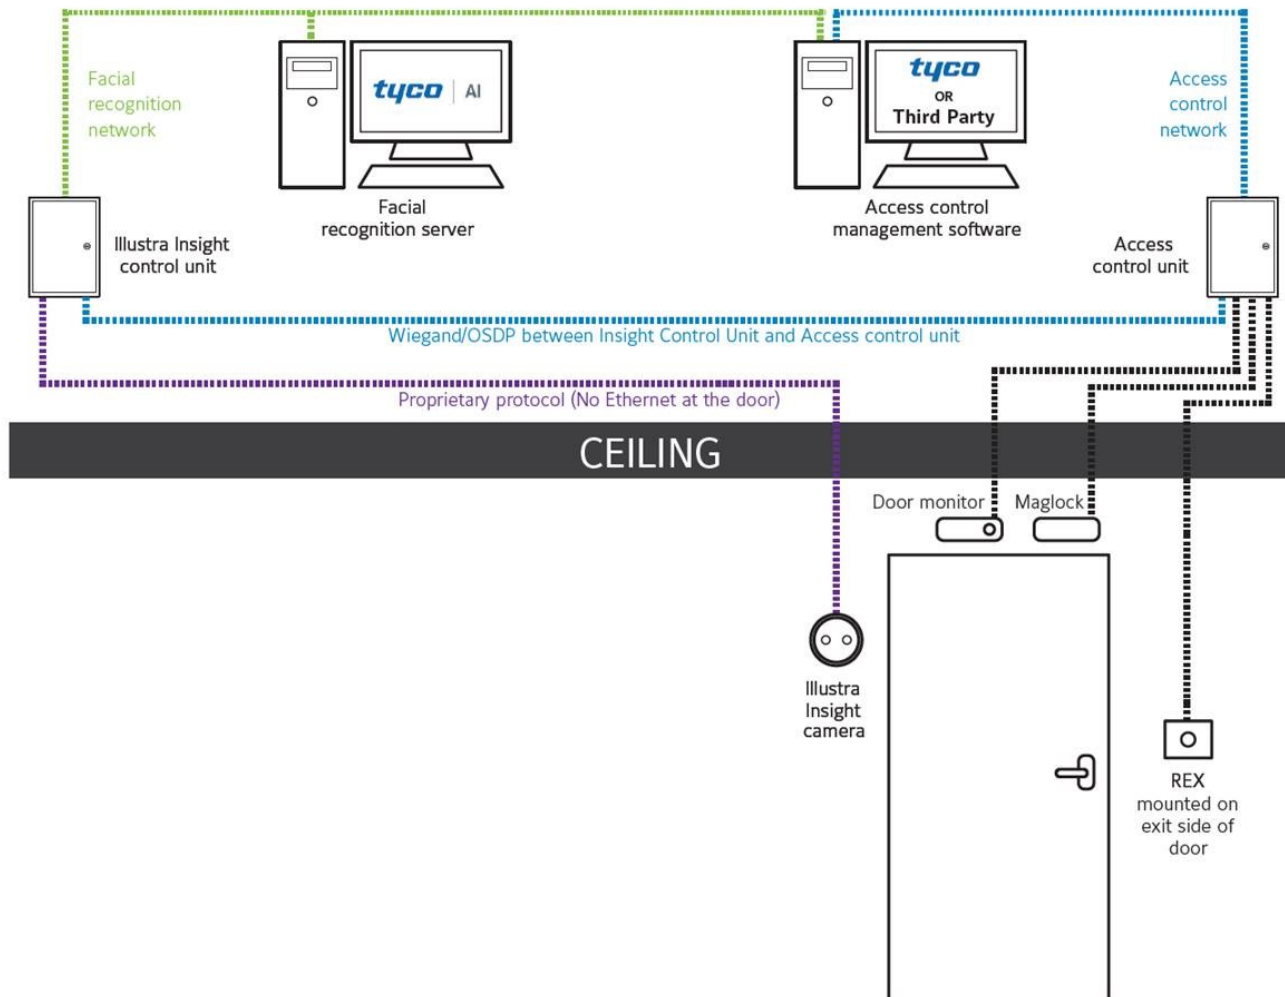 Facial
recognition
network
tyco | AI
Facial
recognition server
tyco
OR
Third Party
Access control
management software
Access
control
network
Illustra Insight
control unit
Access
control unit
Wiegand/OSDP between Insight Control Unit and Access control unit
Proprietary protocol (No Ethernet at the door)
CEILING
Door monitor
Maglock
Illustra
Insight
camera
REX
mounted on
exit side of
door